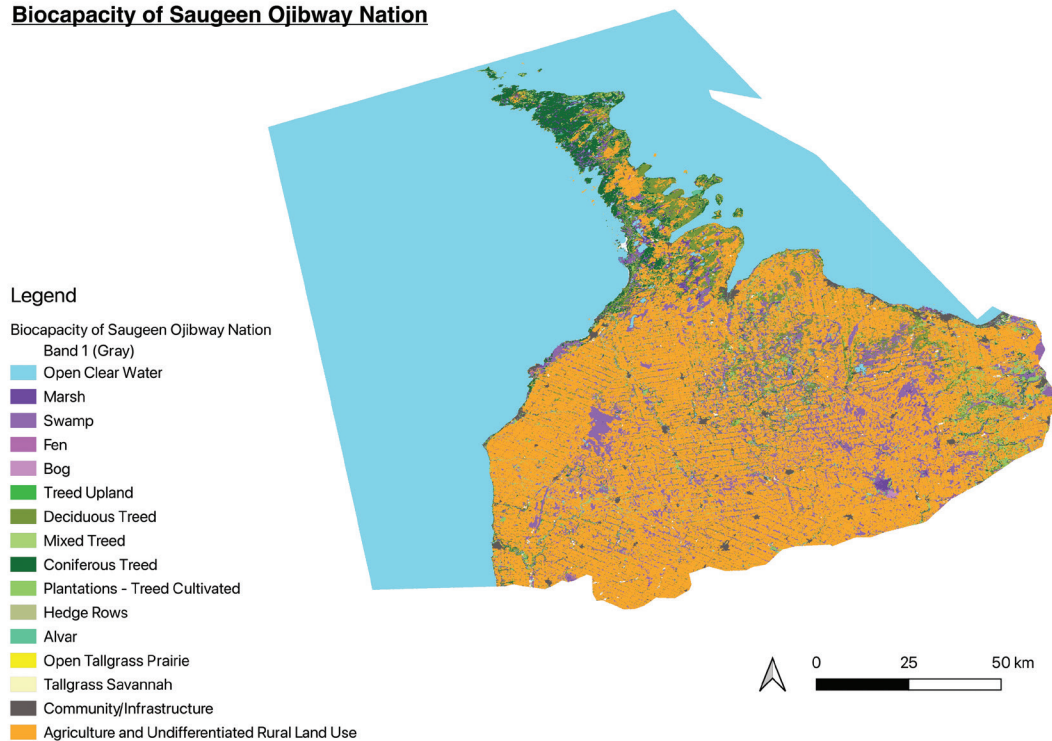 Biocapacity of Saugeen Ojibway Nation
Legend
Biocapacity of Saugeen Ojibway Nation
Band 1 (Gray)
Open Clear Water
Marsh
Swamp
Fen
Bog
Treed Upland
Deciduous Treed
Mixed Treed
Coniferous Treed
Plantations - Treed Cultivated
Hedge Rows
Alvar
Open Tallgrass Prairie
Tallgrass Savannah
Community/Infrastructure
Agriculture and Undifferentiated Rural Land Use
0 25 50 km